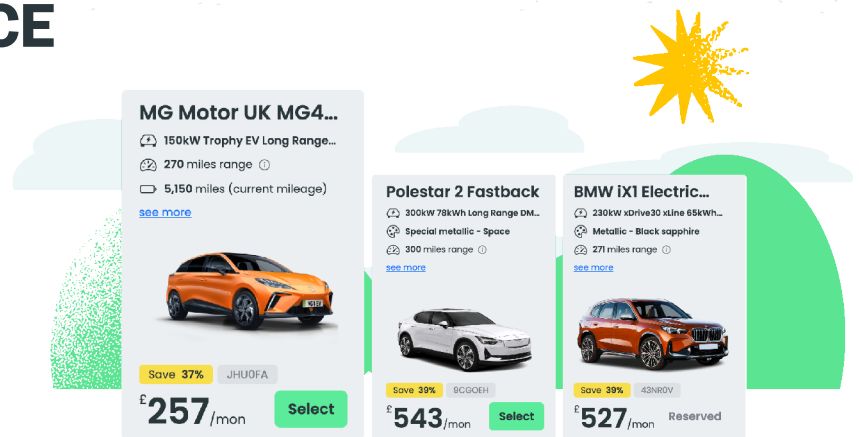 CE
MG Motor UK MG4...
150kW Trophy EV Long Range...
270 miles range
5,150 miles (current mileage)
see more
Save 37%
JHU0FA
£257/mon
Select
Polestar 2 Fastback
300kW 78kWh Long Range DM...
Special metallic - Space
300 miles range
see more
Save 39%
9CGOEH
£543/mon
Select
BMW iX1 Electric...
230kW xDrive30 xLine 65kWh...
Metallic - Black sapphire
271 miles range
see more
Save 39%
43NR0V
£527/mon
Reserved